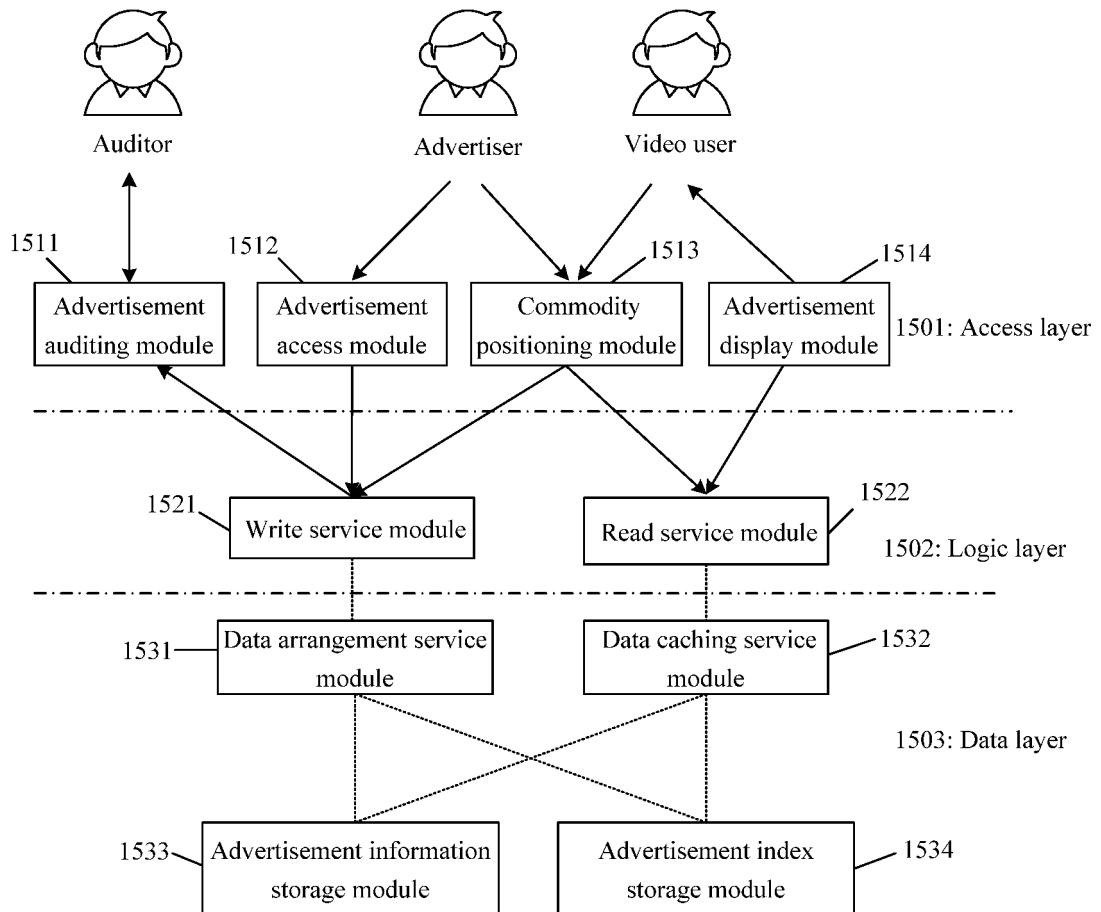 Auditor
Advertiser
Video user
1511
1512
1513
1514
Advertisement
auditing module
Advertisement
access module
Commodity
positioning module
Advertisement
display module
1501: Access layer
1521
Write service module
Read service module
1522
1502: Logic layer
1531
Data arrangement service
module
Data caching service
module
1532
1503: Data layer
1533
Advertisement information
storage module
Advertisement index
storage module
1534